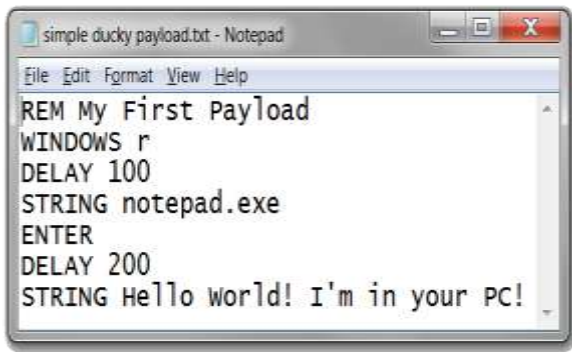 simple ducky payload.txt - Notepad
File Edit Format View Help
REM My First Payload
WINDOWS r
DELAY 100
STRING notepad.exe
ENTER
DELAY 200
STRING Hello World! I'm in your PC!